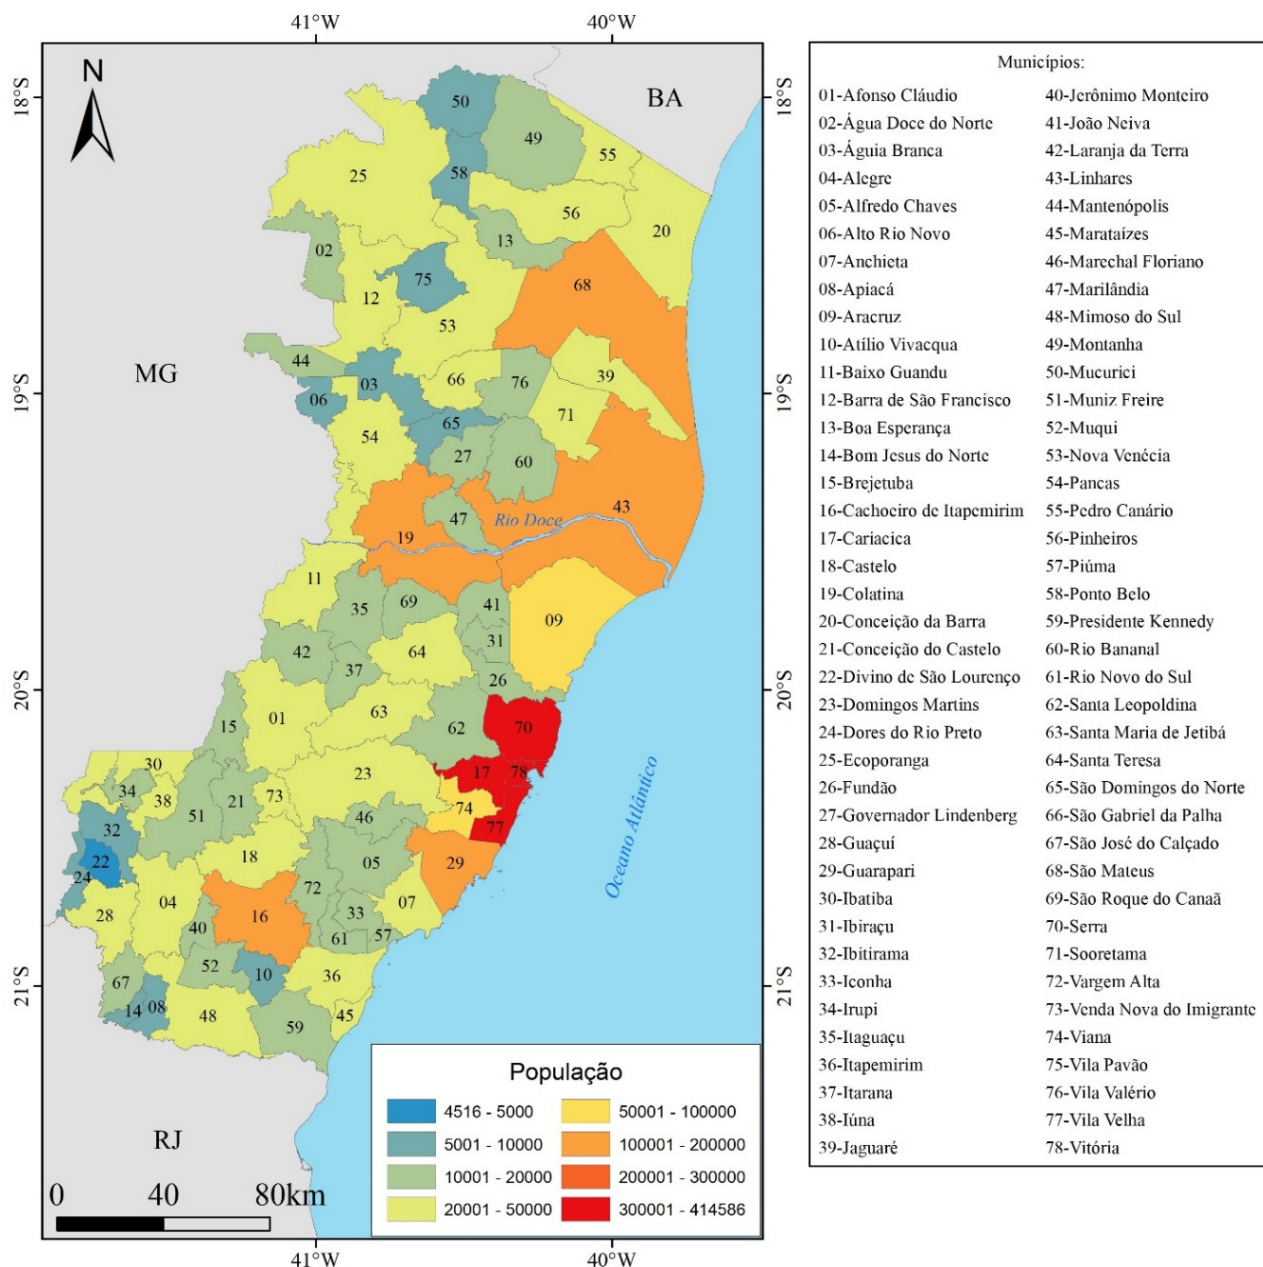 41°W 40°W
18°S 18°S
19°S 19°S
20°S 20°S
21°S 21°S
41°W 40°W
N
BA
MG
RJ
50
49
55
25
58
56
20
13
02
75
68
12
53
44
03
66
76
39
06
71
54
65
27
60
43
47
Rio Doce
19
11
35
69
41
09
42
31
64
37
26
01
63
15
62
70
30
23
17
78
34
38
73
74
51
21
46
77
32
18
05
29
22
24
72
04
07
28
16
33
40
57
61
52
10
36
67
14
08
48
45
59
Oceano Atlântico
0 40 80km
População
4516 - 5000
5001 - 10000
10001 - 20000
20001 - 50000
50001 - 100000
100001 - 200000
200001 - 300000
300001 - 414586
Municípios:
01-Afonso Cláudio
02-Água Doce do Norte
03-Águia Branca
04-Alegre
05-Alfredo Chaves
06-Alto Rio Novo
07-Anchieta
08-Apiacá
09-Aracruz
10-Atílio Vivacqua
11-Baixo Guandu
12-Barra de São Francisco
13-Boa Esperança
14-Bom Jesus do Norte
15-Brejetuba
16-Cachoeiro de Itapemirim
17-Cariacica
18-Castelo
19-Colatina
20-Conceição da Barra
21-Conceição do Castelo
22-Divino de São Lourenço
23-Domingos Martins
24-Dores do Rio Preto
25-Ecoporanga
26-Fundão
27-Governador Lindenberg
28-Guaçuí
29-Guarapari
30-Ibatiba
31-Ibiraçu
32-Ibitirama
33-Iconha
34-Irupi
35-Itaguaçu
36-Itapemirim
37-Itarana
38-Iúna
39-Jaguaré
40-Jerônimo Monteiro
41-João Neiva
42-Laranja da Terra
43-Linhares
44-Mantenópolis
45-Marataízes
46-Marechal Floriano
47-Marilândia
48-Mimoso do Sul
49-Montanha
50-Mucurici
51-Muniz Freire
52-Muqui
53-Nova Venécia
54-Pancas
55-Pedro Canário
56-Pinheiros
57-Piúma
58-Ponto Belo
59-Presidente Kennedy
60-Rio Bananal
61-Rio Novo do Sul
62-Santa Leopoldina
63-Santa Maria de Jetibá
64-Santa Teresa
65-São Domingos do Norte
66-São Gabriel da Palha
67-São José do Calçado
68-São Mateus
69-São Roque do Canaã
70-Serra
71-Sooretama
72-Vargem Alta
73-Venda Nova do Imigrante
74-Viana
75-Vila Pavão
76-Vila Valério
77-Vila Velha
78-Vitória